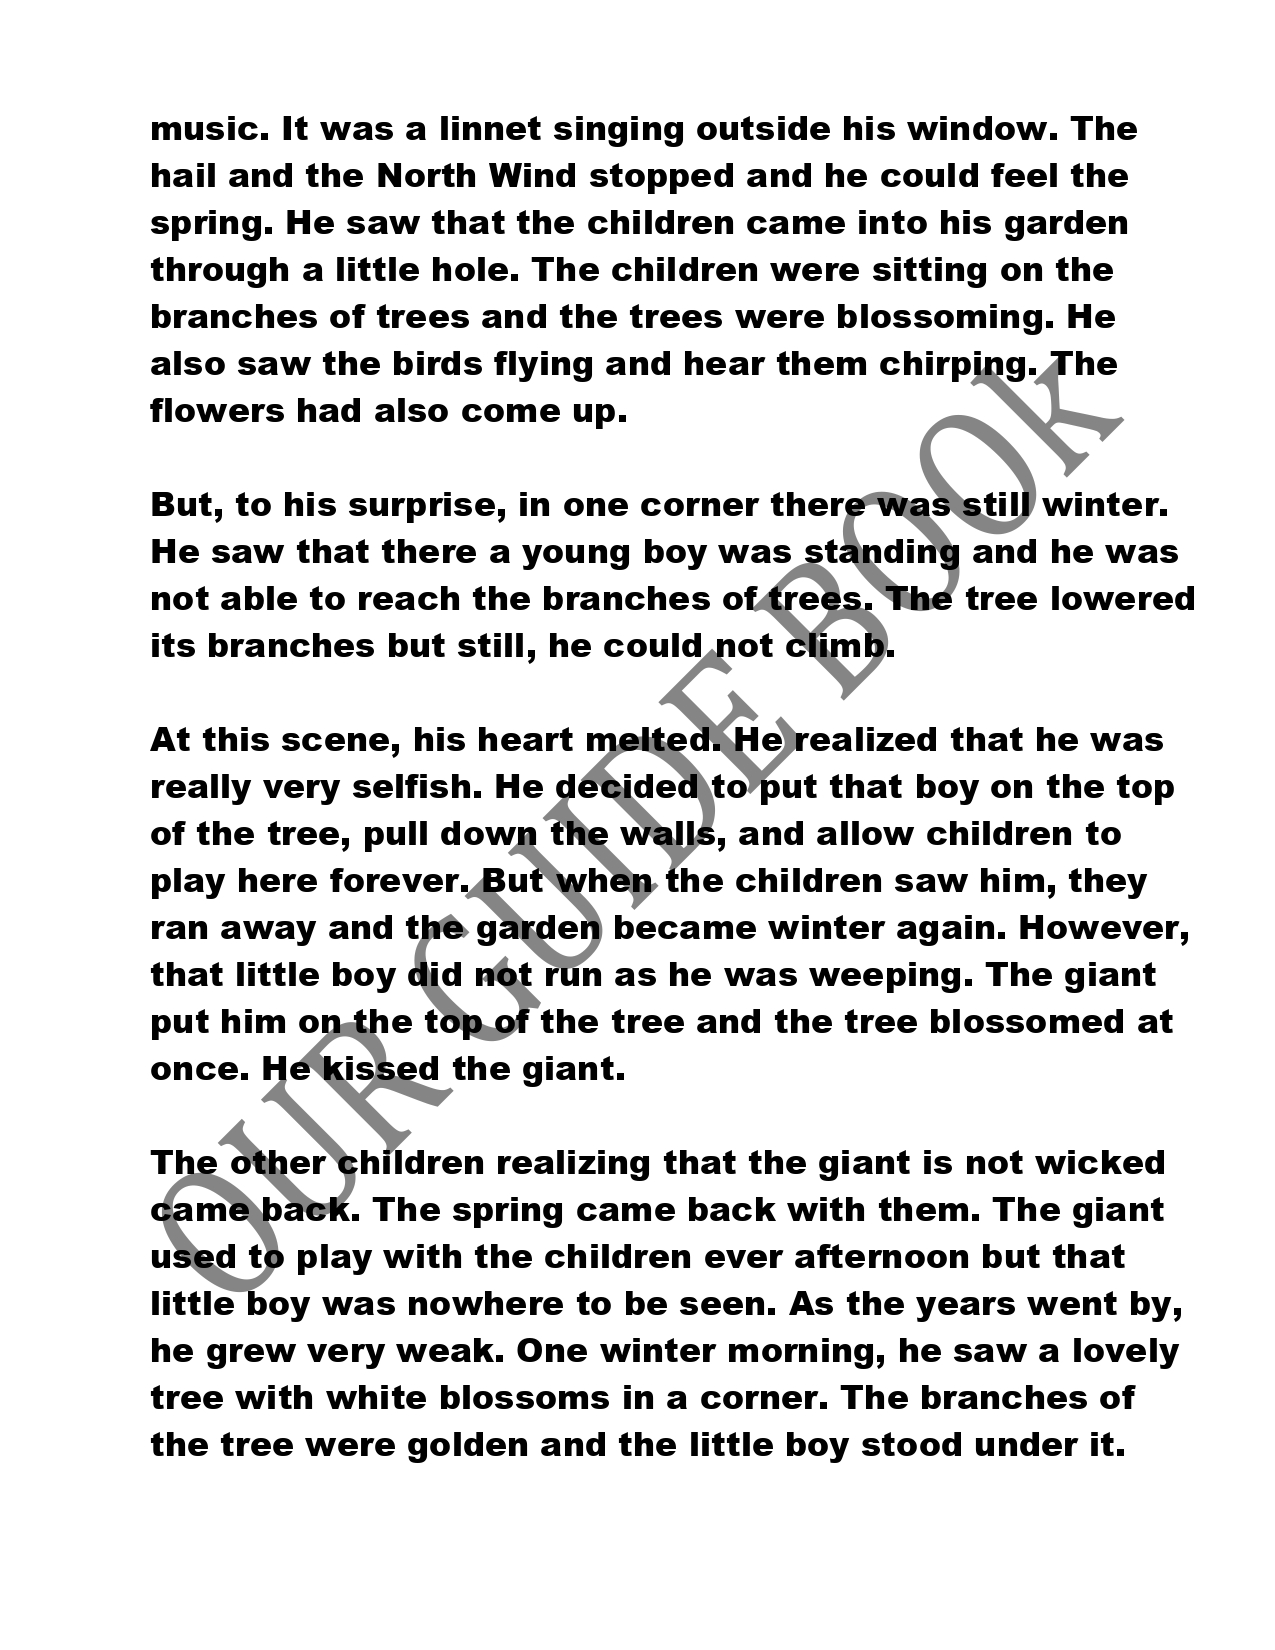 music. It was a linnet singing outside his window. The
hail and the North Wind stopped and he could feel the
spring. He saw that the children came into his garden
through a little hole. The children were sitting on the
branches of trees and the trees were blossoming. He
also saw the birds flying and hear them chirping. The
flowers had also come up.
But, to his surprise, in one corner there was still winter.
He saw that there a young boy was standing and he was
not able to reach the branches of trees. The tree lowered
its branches but still, he could not climb.
At this scene, his heart melted. He realized that he was
really very selfish. He decided to put that boy on the top
of the tree, pull down the walls, and allow children to
play here forever. But when the children saw him, they
ran away and the garden became winter again. However,
that little boy did not run as he was weeping. The giant
put him on the top of the tree and the tree blossomed at
once. He kissed the giant.
The other children realizing that the giant is not wicked
came back. The spring came back with them. The giant
used to play with the children ever afternoon but that
little boy was nowhere to be seen. As the years went by,
he grew very weak. One winter morning, he saw a lovely
tree with white blossoms in a corner. The branches of
the tree were golden and the little boy stood under it.
OUR GUIDE BOOk